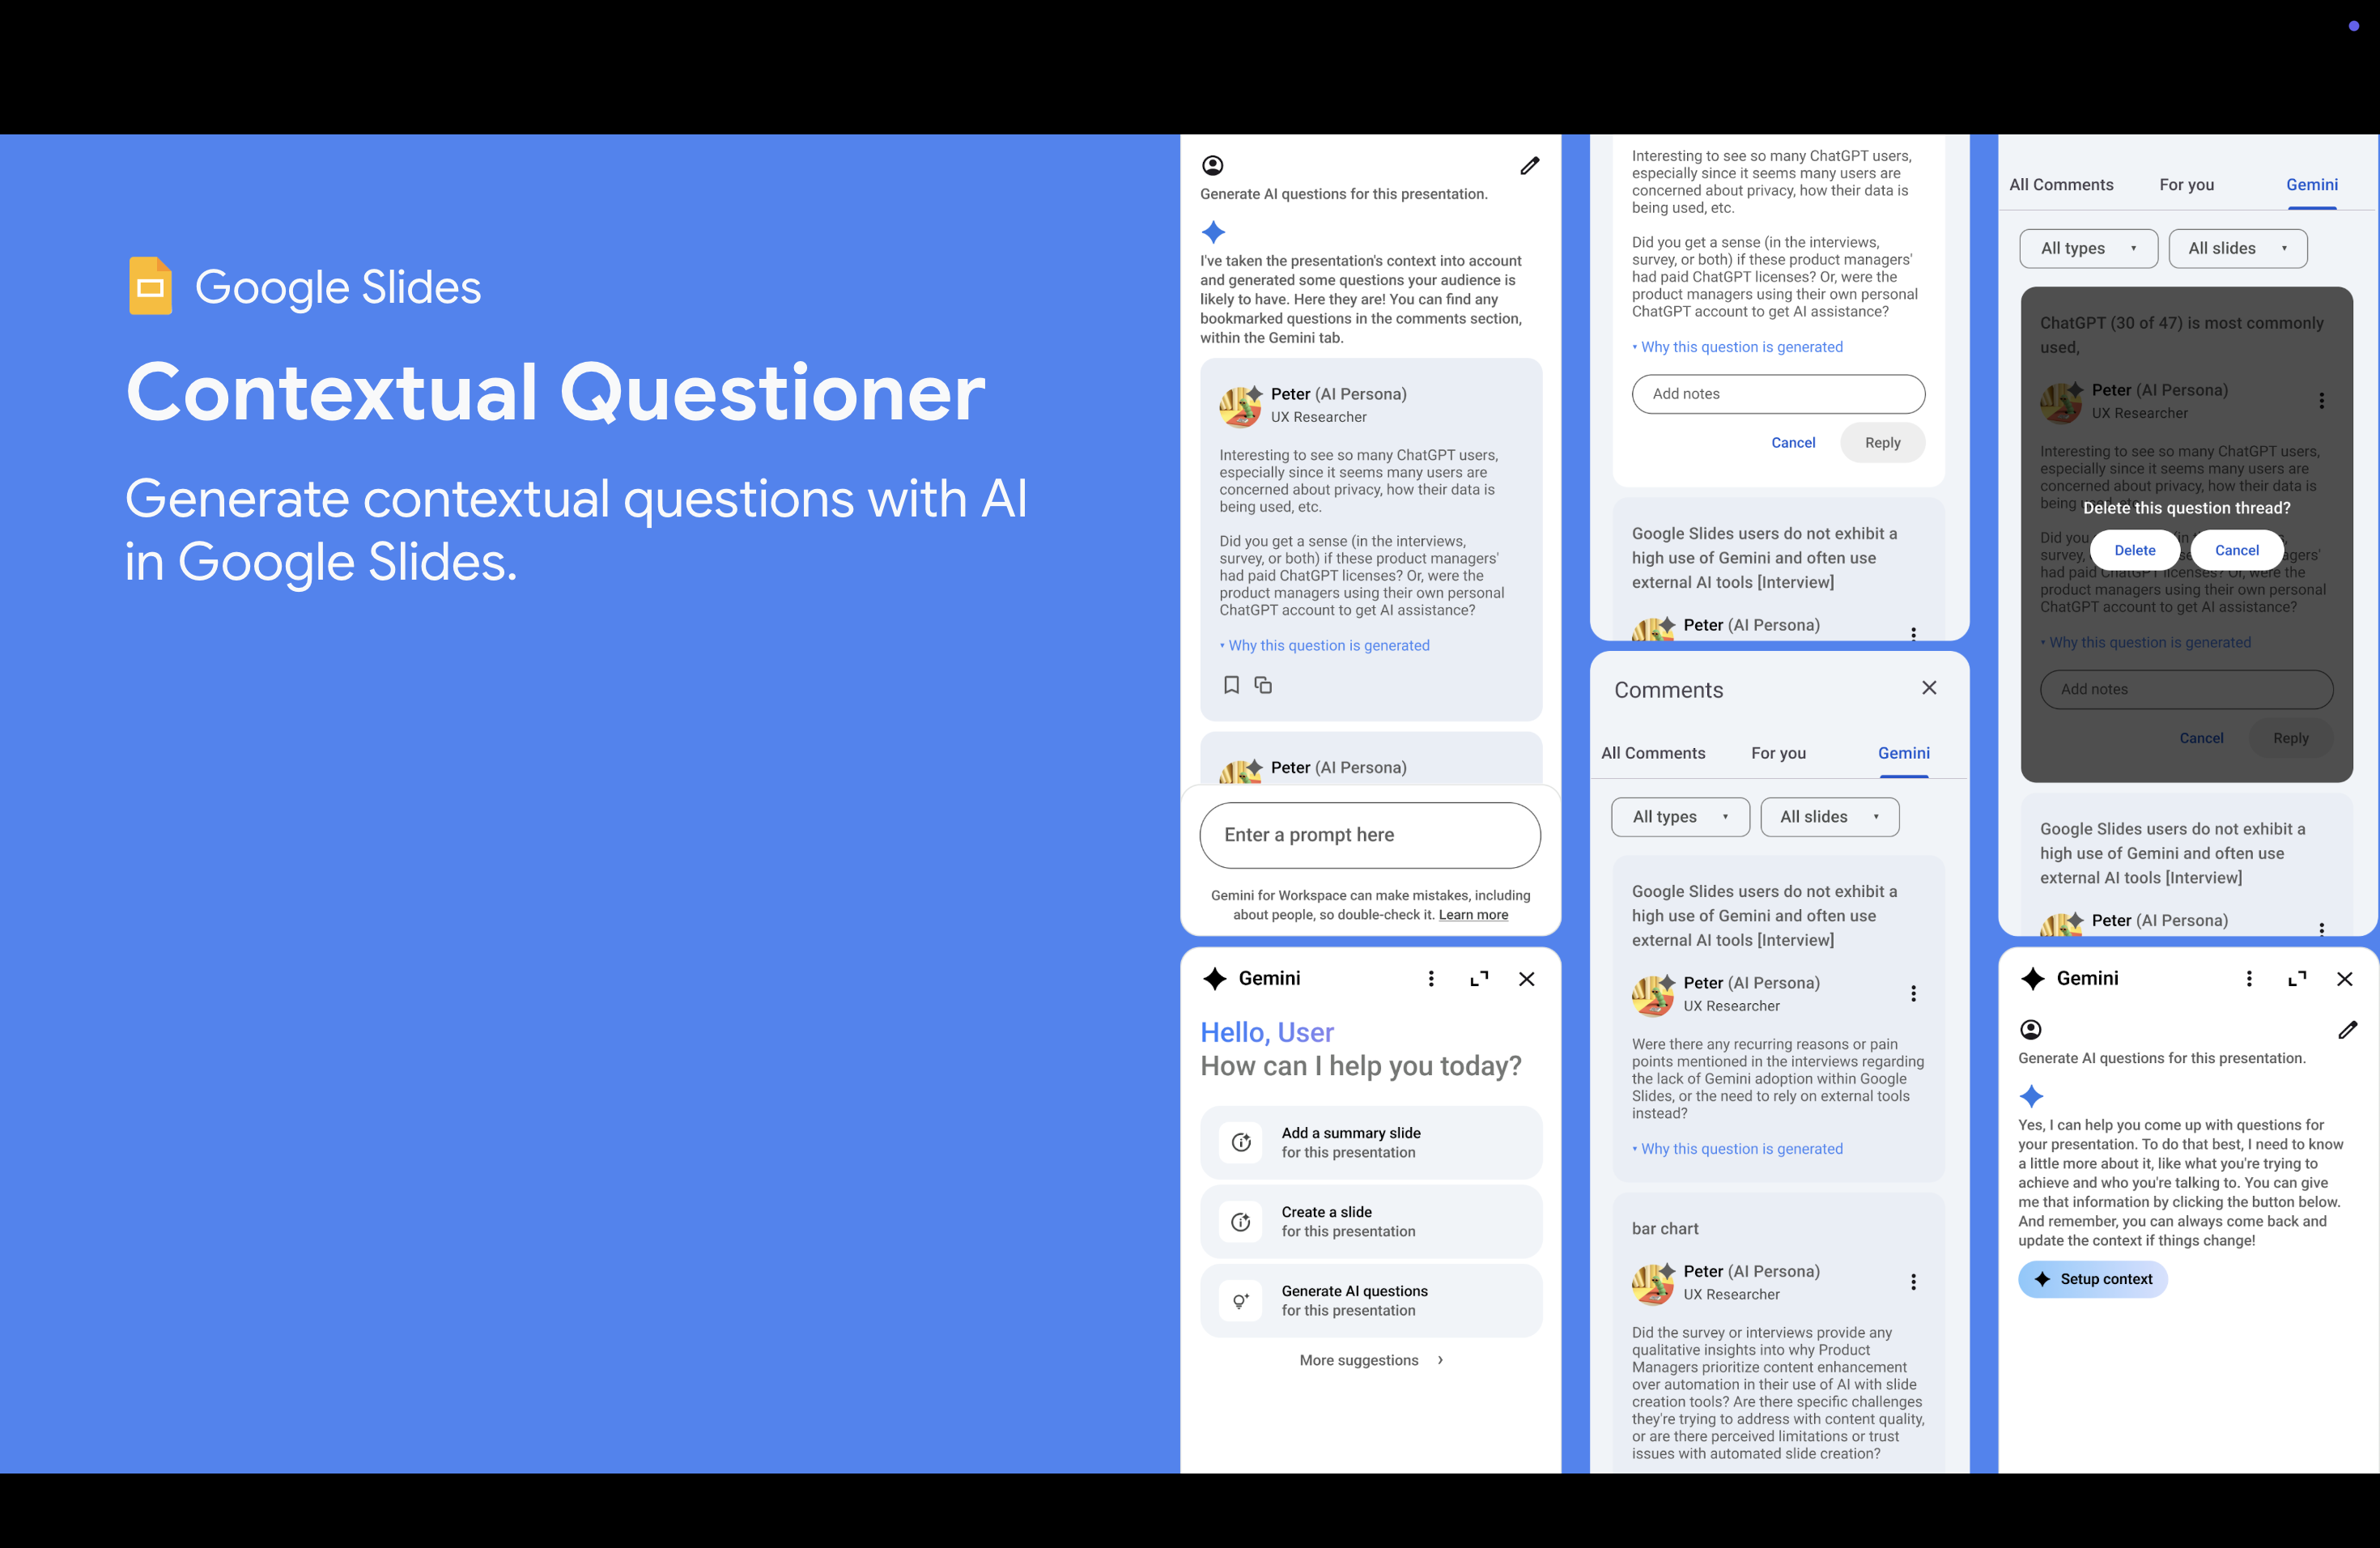 Google Slides
Contextual Questioner
Generate contextual questions with AI
in Google Slides.
Generate AI questions for this presentation.
I've taken the presentation's context into account
and generated some questions your audience is
likely to have. Here they are! You can find any
bookmarked questions in the comments section,
within the Gemini tab.
Peter (AI Persona)
UX Researcher
Interesting to see so many ChatGPT users,
especially since it seems many users are
concerned about privacy, how their data is
being used, etc.
Did you get a sense (in the interviews,
survey, or both) if these product managers'
had paid ChatGPT licenses? Or, were the
product managers using their own personal
ChatGPT account to get AI assistance?
Why this question is generated
Peter (AI Persona)
Enter a prompt here
Gemini for Workspace can make mistakes, including
about people, so double-check it. Learn more
Gemini
Hello, User
How can I help you today?
Add a summary slide
for this presentation
Create a slide
for this presentation
Generate AI questions
for this presentation
More suggestions
Interesting to see so many ChatGPT users,
especially since it seems many users are
concerned about privacy, how their data is
being used, etc.
Did you get a sense (in the interviews,
survey, or both) if these product managers'
had paid ChatGPT licenses? Or, were the
product managers using their own personal
ChatGPT account to get AI assistance?
Why this question is generated
Add notes
Cancel Reply
Google Slides users do not exhibit a
high use of Gemini and often use
external AI tools [Interview]
Peter (AI Persona)
Comments
All Comments For you Gemini
All types All slides
Google Slides users do not exhibit a
high use of Gemini and often use
external AI tools [Interview]
Peter (AI Persona)
UX Researcher
Were there any recurring reasons or pain
points mentioned in the interviews regarding
the lack of Gemini adoption within Google
Slides, or the need to rely on external tools
instead?
Why this question is generated
bar chart
Peter (AI Persona)
UX Researcher
Did the survey or interviews provide any
qualitative insights into why Product
Managers prioritize content enhancement
over automation in their use of AI with slide
creation tools? Are there specific challenges
they're trying to address with content quality,
or are there perceived limitations or trust
issues with automated slide creation?
All Comments For you Gemini
All types All slides
ChatGPT (30 of 47) is most commonly
used,
Peter (AI Persona)
UX Researcher
Interesting to see so many ChatGPT users,
especially since it seems many users are
concerned about privacy, how their data is
being
Delete this question thread?
Did you
survey,
Delete Cancel
had paid ChatGPT licenses? Or, were the
product managers using their own personal
ChatGPT account to get AI assistance?
Why this question is generated
Add notes
Cancel Reply
Google Slides users do not exhibit a
high use of Gemini and often use
external AI tools [Interview]
Peter (AI Persona)
Gemini
Generate AI questions for this presentation.
Yes, I can help you come up with questions for
your presentation. To do that best, I need to know
a little more about it, like what you're trying to
achieve and who you're talking to. You can give
me that information by clicking the button below.
And remember, you can always come back and
update the context if things change!
Setup context